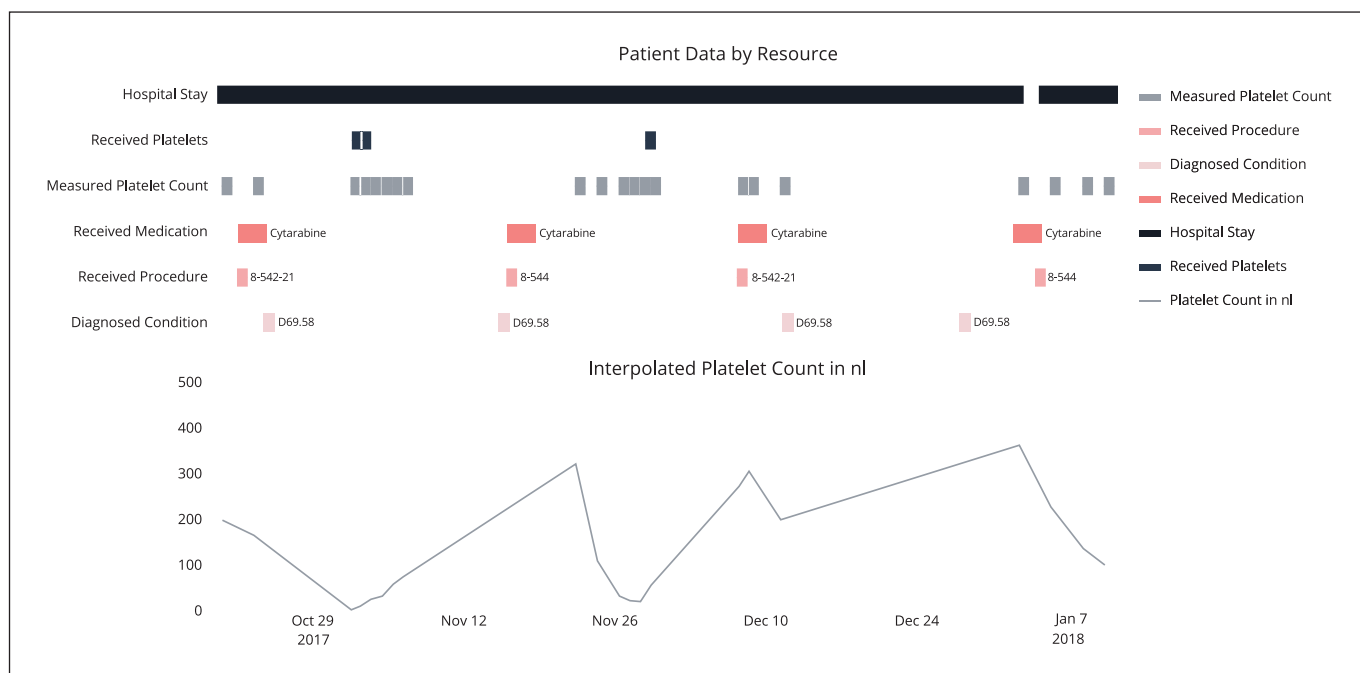 Patient Data by Resource
Hospital Stay
Received Platelets
Measured Platelet Count
Received Medication
Cytarabine
Cytarabine
Cytarabine
Cytarabine
Received Procedure
8-542-21
8-544
8-542-21
8-544
Diagnosed Condition
D69.58
D69.58
D69.58
D69.58
Measured Platelet Count
Received Procedure
Diagnosed Condition
Received Medication
Hospital Stay
Received Platelets
Platelet Count in nl
Interpolated Platelet Count in nl
500
400
300
200
100
0
Oct 29
2017
Nov 12
Nov 26
Dec 10
Dec 24
Jan 7
2018